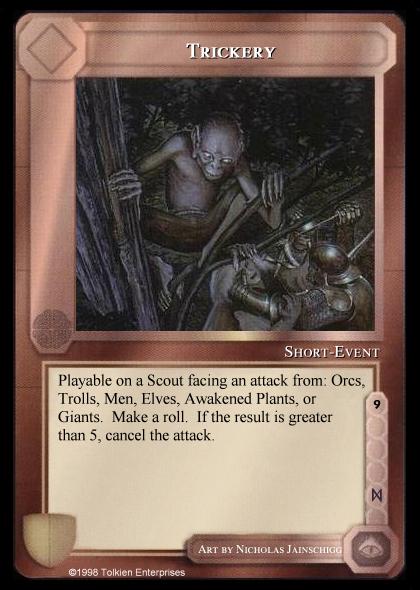 TRICKERY
SHORT-EVENT
Playable on a Scout facing an attack from: Orcs,
Trolls, Men, Elves, Awakened Plants, or
Giants. Make a roll. If the result is greater
than 5, cancel the attack.
9
ᛞ
ART BY NICHOLAS JAINSCHIGG
©1998 Tolkien Enterprises